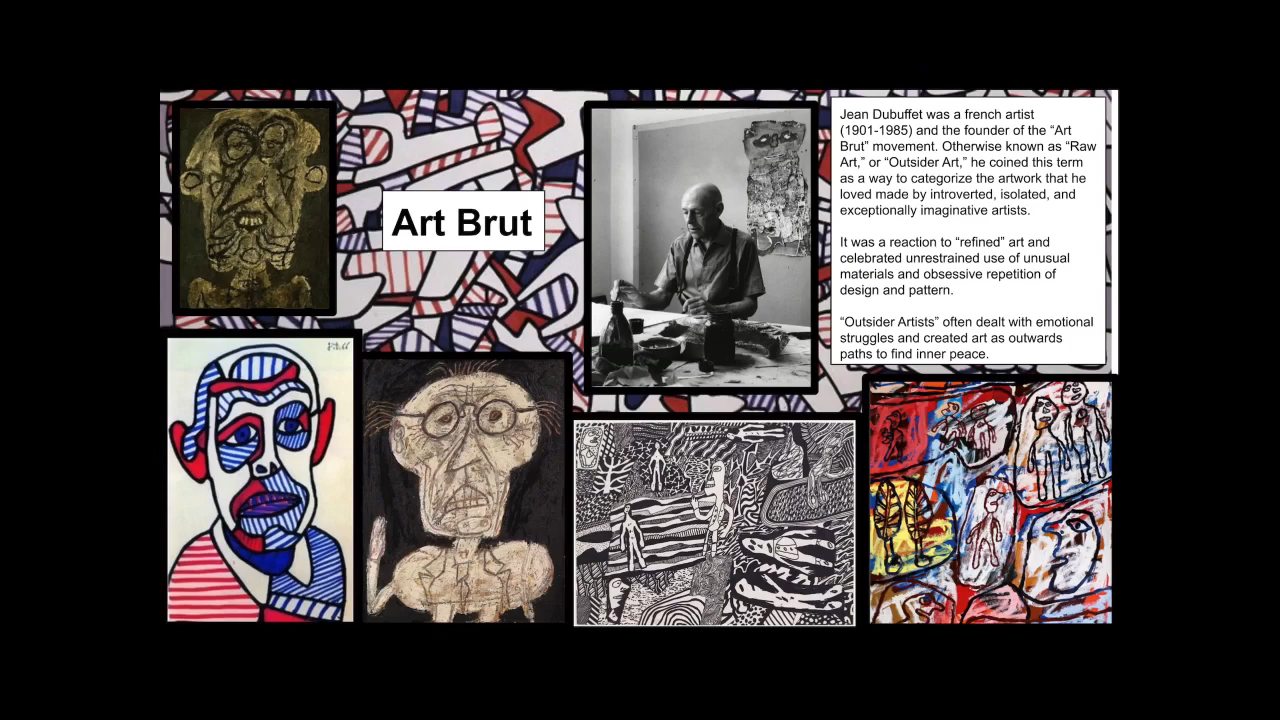 Art Brut
Jean Dubuffet was a french artist
(1901-1985) and the founder of the “Art
Brut” movement. Otherwise known as “Raw
Art,” or “Outsider Art,” he coined this term
as a way to categorize the artwork that he
loved made by introverted, isolated, and
exceptionally imaginative artists.
It was a reaction to “refined” art and
celebrated unrestrained use of unusual
materials and obsessive repetition of
design and pattern.
“Outsider Artists” often dealt with emotional
struggles and created art as outwards
paths to find inner peace.